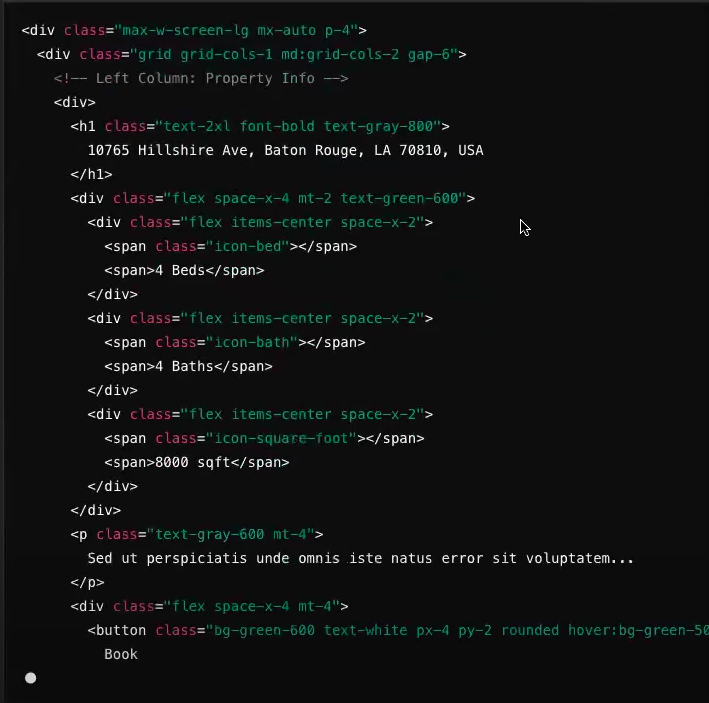 <div class="max-w-screen-lg mx-auto p-4">
<div class="grid grid-cols-1 md:grid-cols-2 gap-6">
<!-- Left Column: Property Info -->
<div>
<h1 class="text-2xl font-bold text-gray-800">
10765 Hillshire Ave, Baton Rouge, LA 70810, USA
</h1>
<div class="flex space-x-4 mt-2 text-green-600">
<div class="flex items-center space-x-2">
<span class="icon-bed"></span>
<span>4 Beds</span>
</div>
<div class="flex items-center space-x-2">
<span class="icon-bath"></span>
<span>4 Baths</span>
</div>
<div class="flex items-center space-x-2">
<span class="icon-square-foot"></span>
<span>8000 sqft</span>
</div>
</div>
<p class="text-gray-600 mt-4">
Sed ut perspiciatis unde omnis iste natus error sit voluptatem...
</p>
<div class="flex space-x-4 mt-4">
<button class="bg-green-600 text-white px-4 py-2 rounded hover:bg-green-50
Book